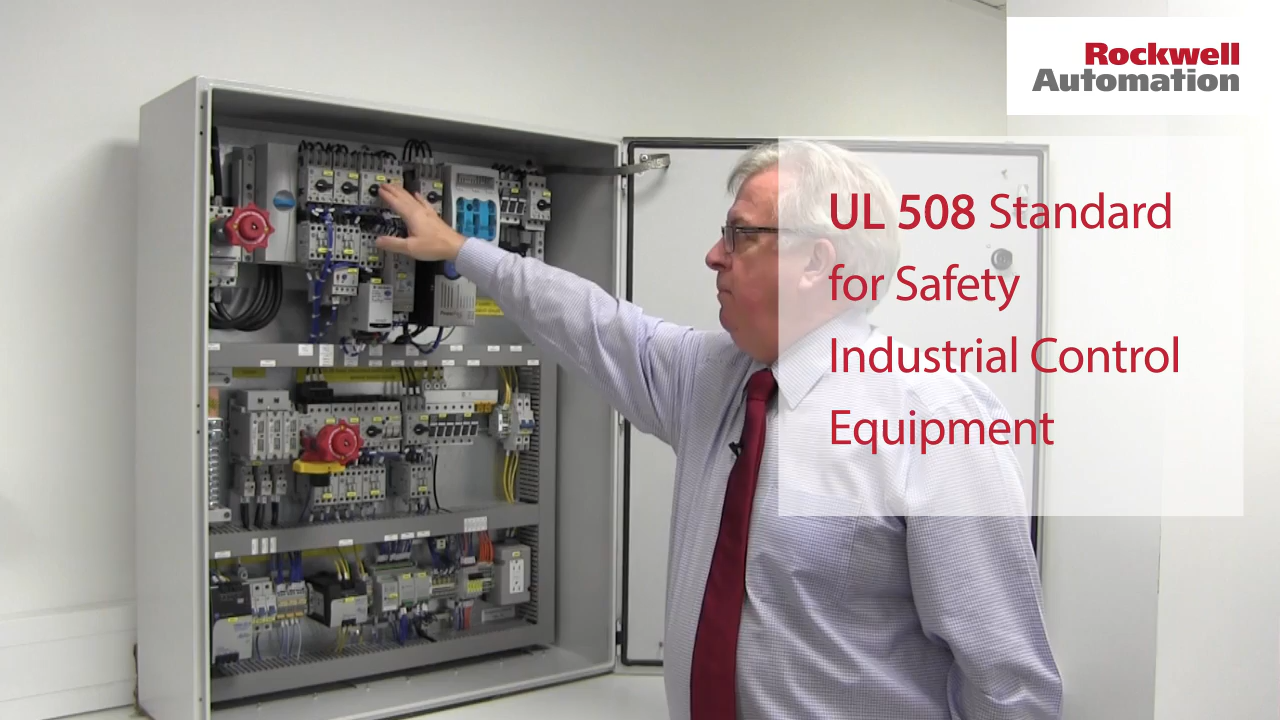 Rockwell
Automation
UL 508 Standard
for Safety
Industrial Control
Equipment